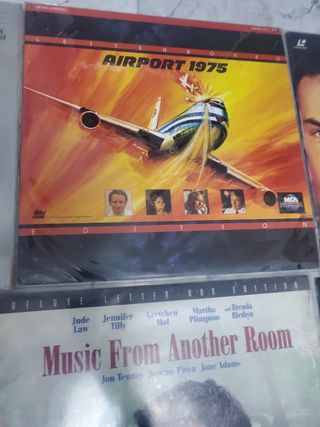 LETTERBOXED
AIRPORT 1975
MCA
EDITION
DELUXE LETTER BOX EDITION
Jude Law
Jennifer Tilly
Gretchen Mol
Martha Plimpton
and Brenda Blethyn
Music From Another Room
Jon Tenney Jeremy Piven Jane Adams